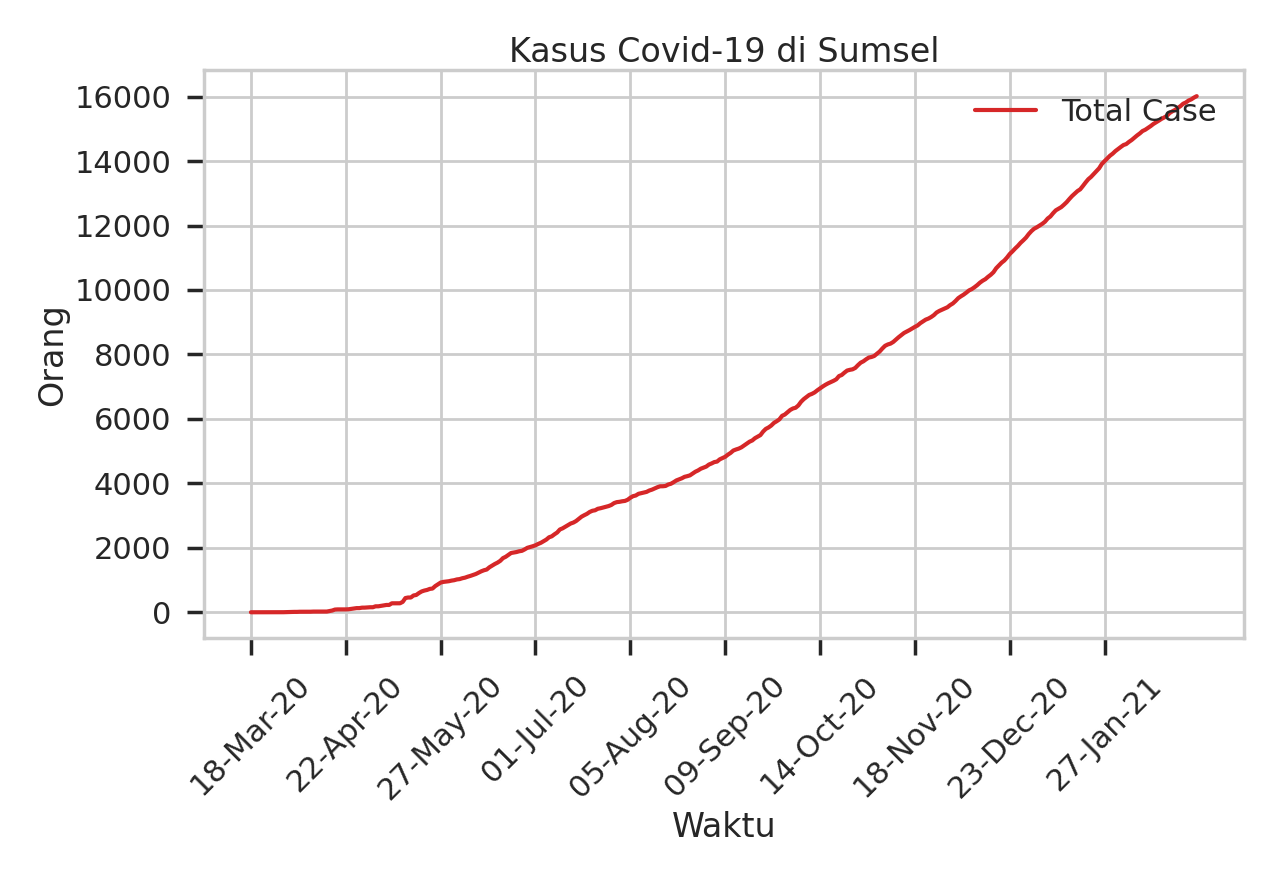 Kasus Covid-19 di Sumsel
Total Case
Orang
16000
14000
12000
10000
8000
6000
4000
2000
0
18-Mar-20
22-Apr-20
27-May-20
01-Jul-20
05-Aug-20
09-Sep-20
14-Oct-20
18-Nov-20
23-Dec-20
27-Jan-21
Waktu